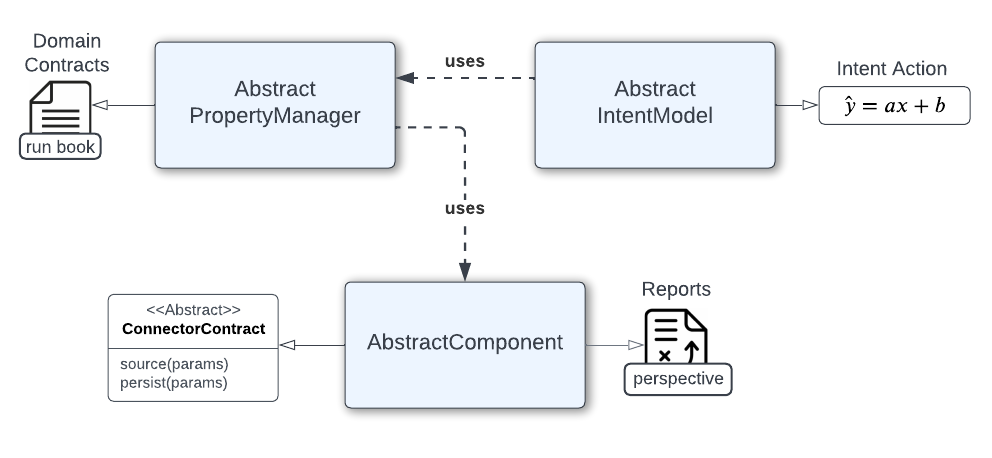 Domain
Contracts
run book
Abstract
PropertyManager
uses
Abstract
IntentModel
Intent Action
ŷ = ax + b
uses
<<Abstract>>
ConnectorContract
source(params)
persist(params)
AbstractComponent
Reports
perspective